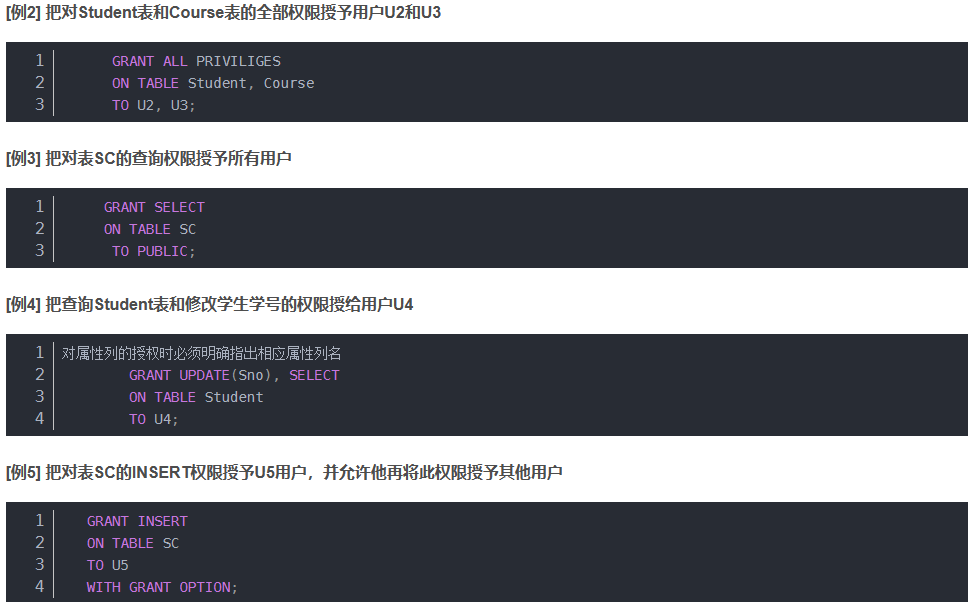 [例2] 把对Student表和Course表的全部权限授予用户U2和U3
1 GRANT ALL PRIVILIGES
2 ON TABLE Student, Course
3 TO U2, U3;
[例3] 把对表SC的查询权限授予所有用户
1 GRANT SELECT
2 ON TABLE SC
3 TO PUBLIC;
[例4] 把查询Student表和修改学生学号的权限授给用户U4
1 对属性列的授权时必须明确指出相应属性列名
2 GRANT UPDATE(Sno), SELECT
3 ON TABLE Student
4 TO U4;
[例5] 把对表SC的INSERT权限授予U5用户，并允许他再将此权限授予其他用户
1 GRANT INSERT
2 ON TABLE SC
3 TO U5
4 WITH GRANT OPTION;